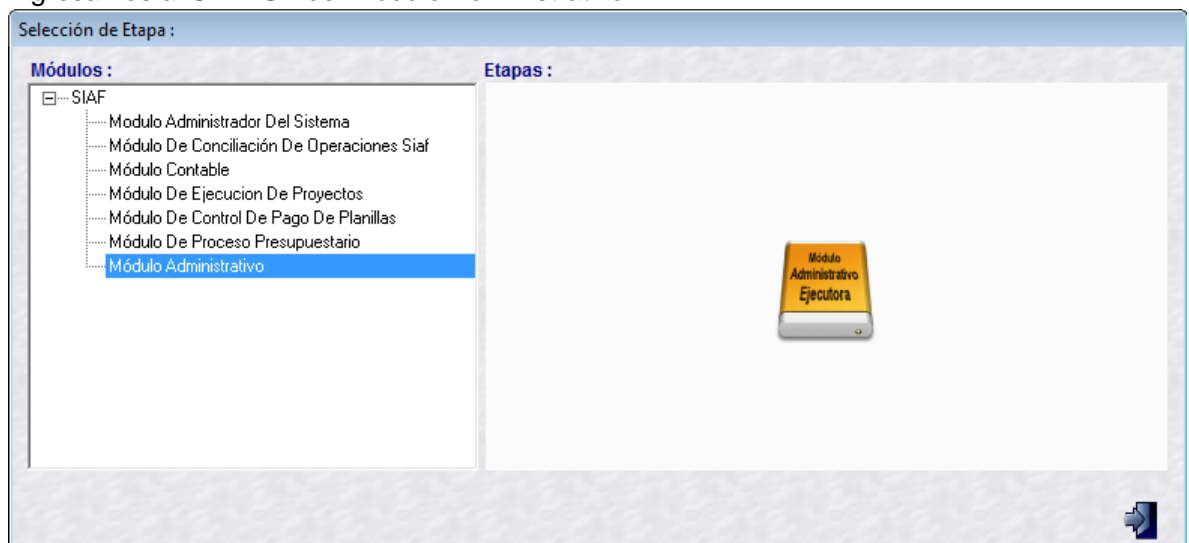 Selección de Etapa :
Módulos :
Etapas :
SIAF
Modulo Administrador Del Sistema
Módulo De Conciliación De Operaciones Siaf
Módulo Contable
Módulo De Ejecucion De Proyectos
Módulo De Control De Pago De Planillas
Módulo De Proceso Presupuestario
Módulo Administrativo
Módulo
Administrativo
Ejecutora